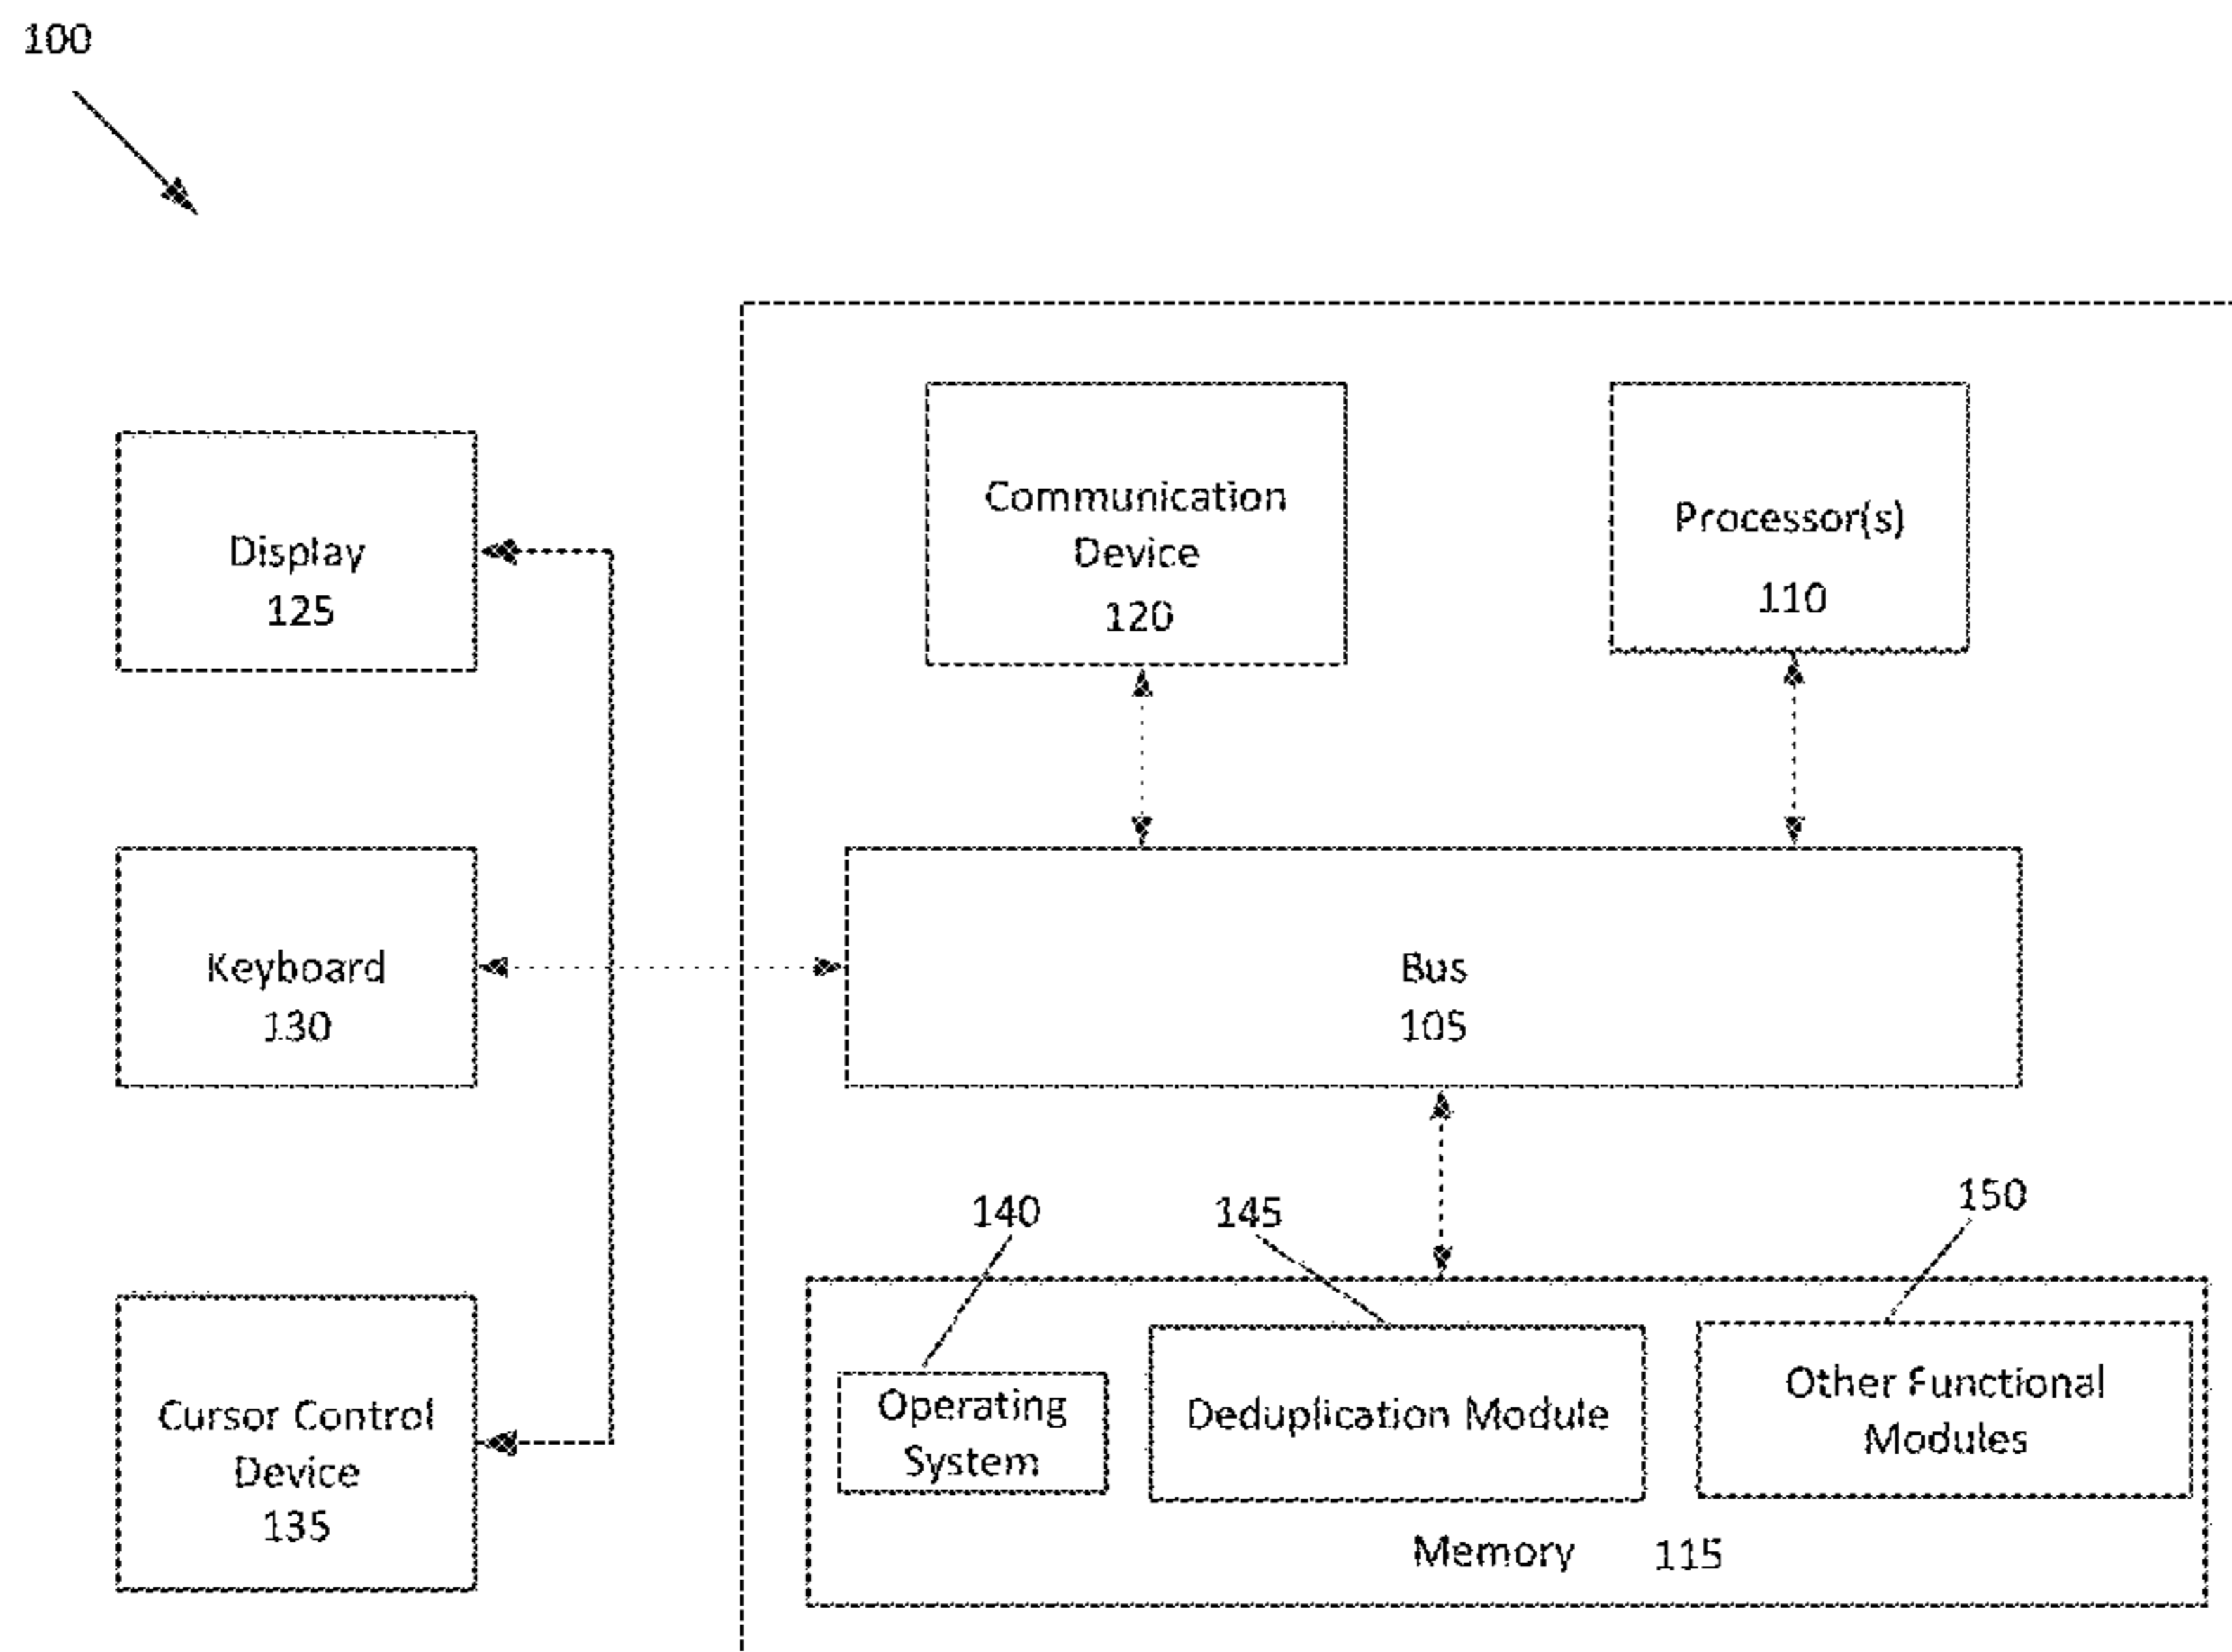 100
Display
125
Communication
Device
120
Processor(s)
110
Keyboard
130
Bus
105
Cursor Control
Device
135
140
145
150
Operating
System
Deduplication Module
Other Functional
Modules
Memory 115